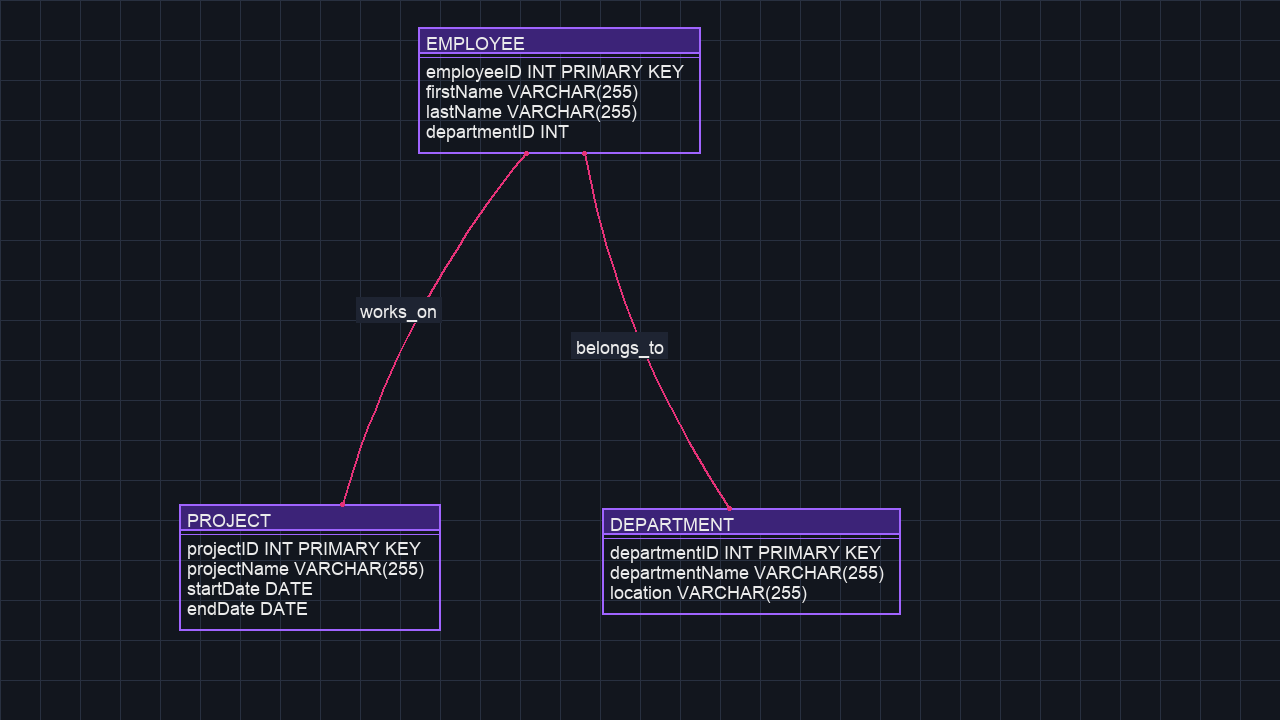 EMPLOYEE
employeeID INT PRIMARY KEY
firstName VARCHAR(255)
lastName VARCHAR(255)
departmentID INT
works_on
belongs_to
PROJECT
projectID INT PRIMARY KEY
projectName VARCHAR(255)
startDate DATE
endDate DATE
DEPARTMENT
departmentID INT PRIMARY KEY
departmentName VARCHAR(255)
location VARCHAR(255)